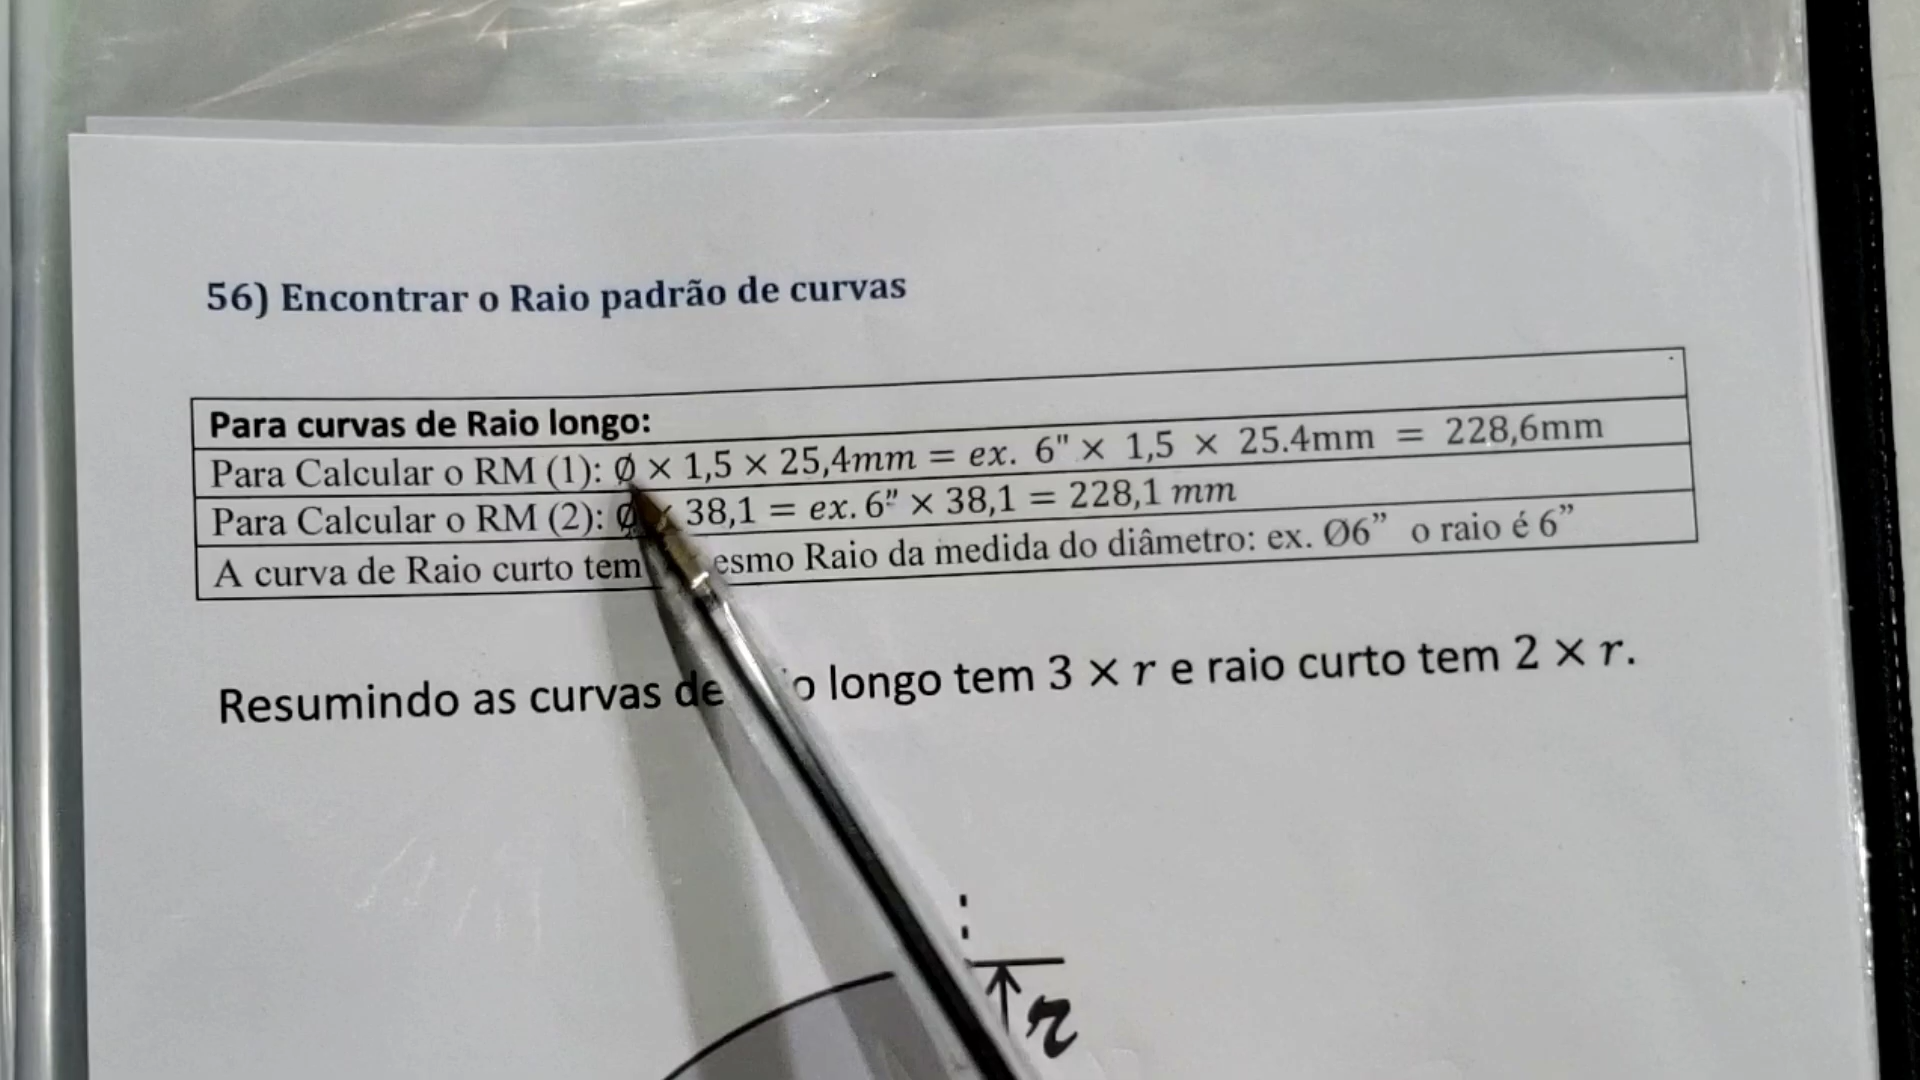 56) Encontrar o Raio padrão de curvas
Para curvas de Raio longo:
Para Calcular o RM (1): Ø × 1,5 × 25,4mm = ex. 6" × 1,5 × 25.4mm = 228,6mm
Para Calcular o RM (2): Ø × 38,1 = ex. 6" × 38,1 = 228,1 mm
A curva de Raio curto tem esmo Raio da medida do diâmetro: ex. Ø6” o raio é 6”
Resumindo as curvas de o longo tem 3 × r e raio curto tem 2 × r.
r